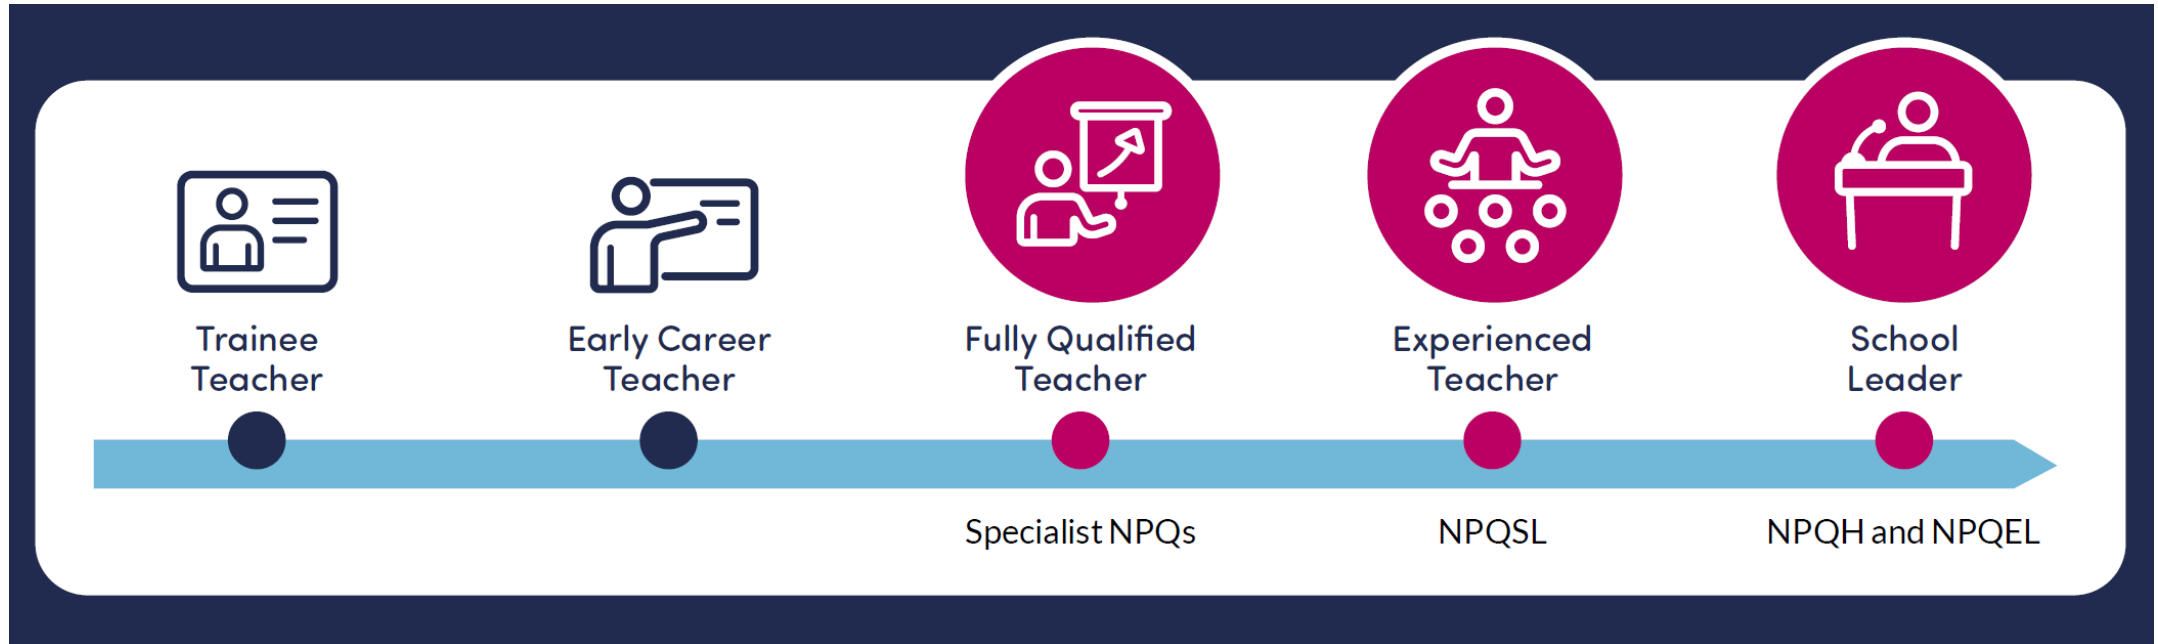 Trainee
Teacher
Early Career
Teacher
Fully Qualified
Teacher
Experienced
Teacher
School
Leader
Specialist NPQs
NPQSL
NPQH and NPQEL